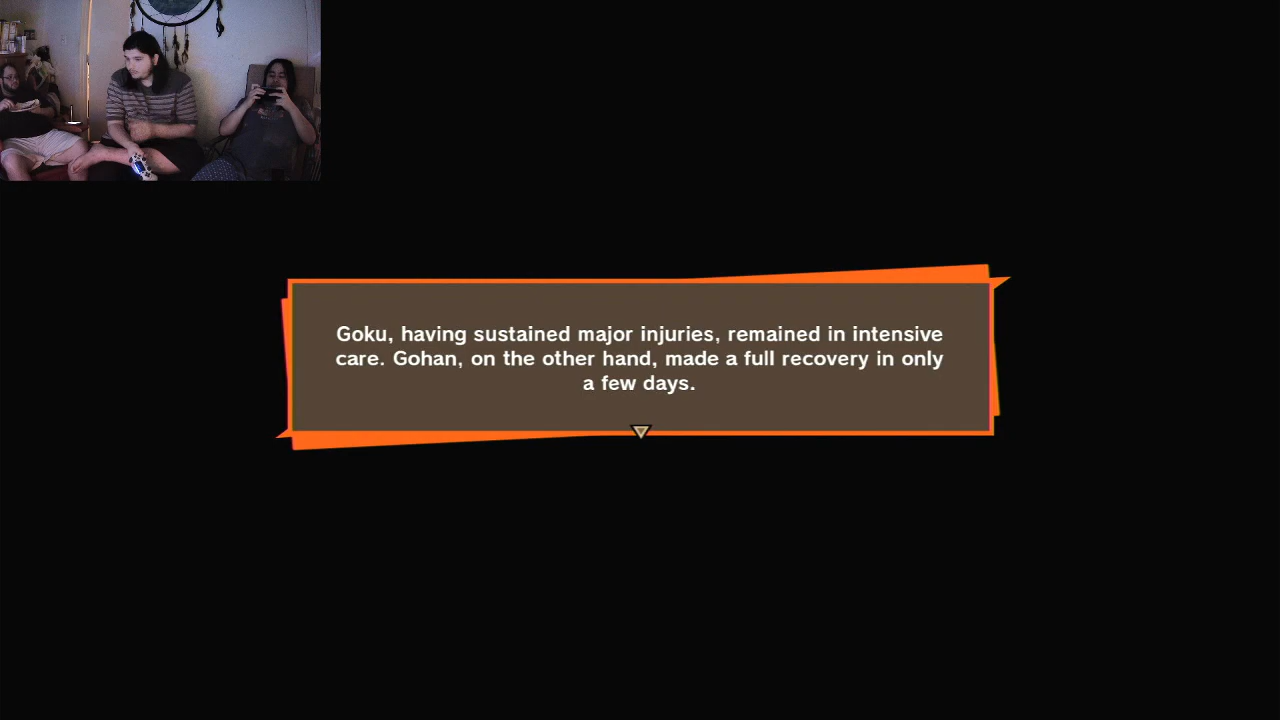 Goku, having sustained major injuries, remained in intensive
care. Gohan, on the other hand, made a full recovery in only
a few days.